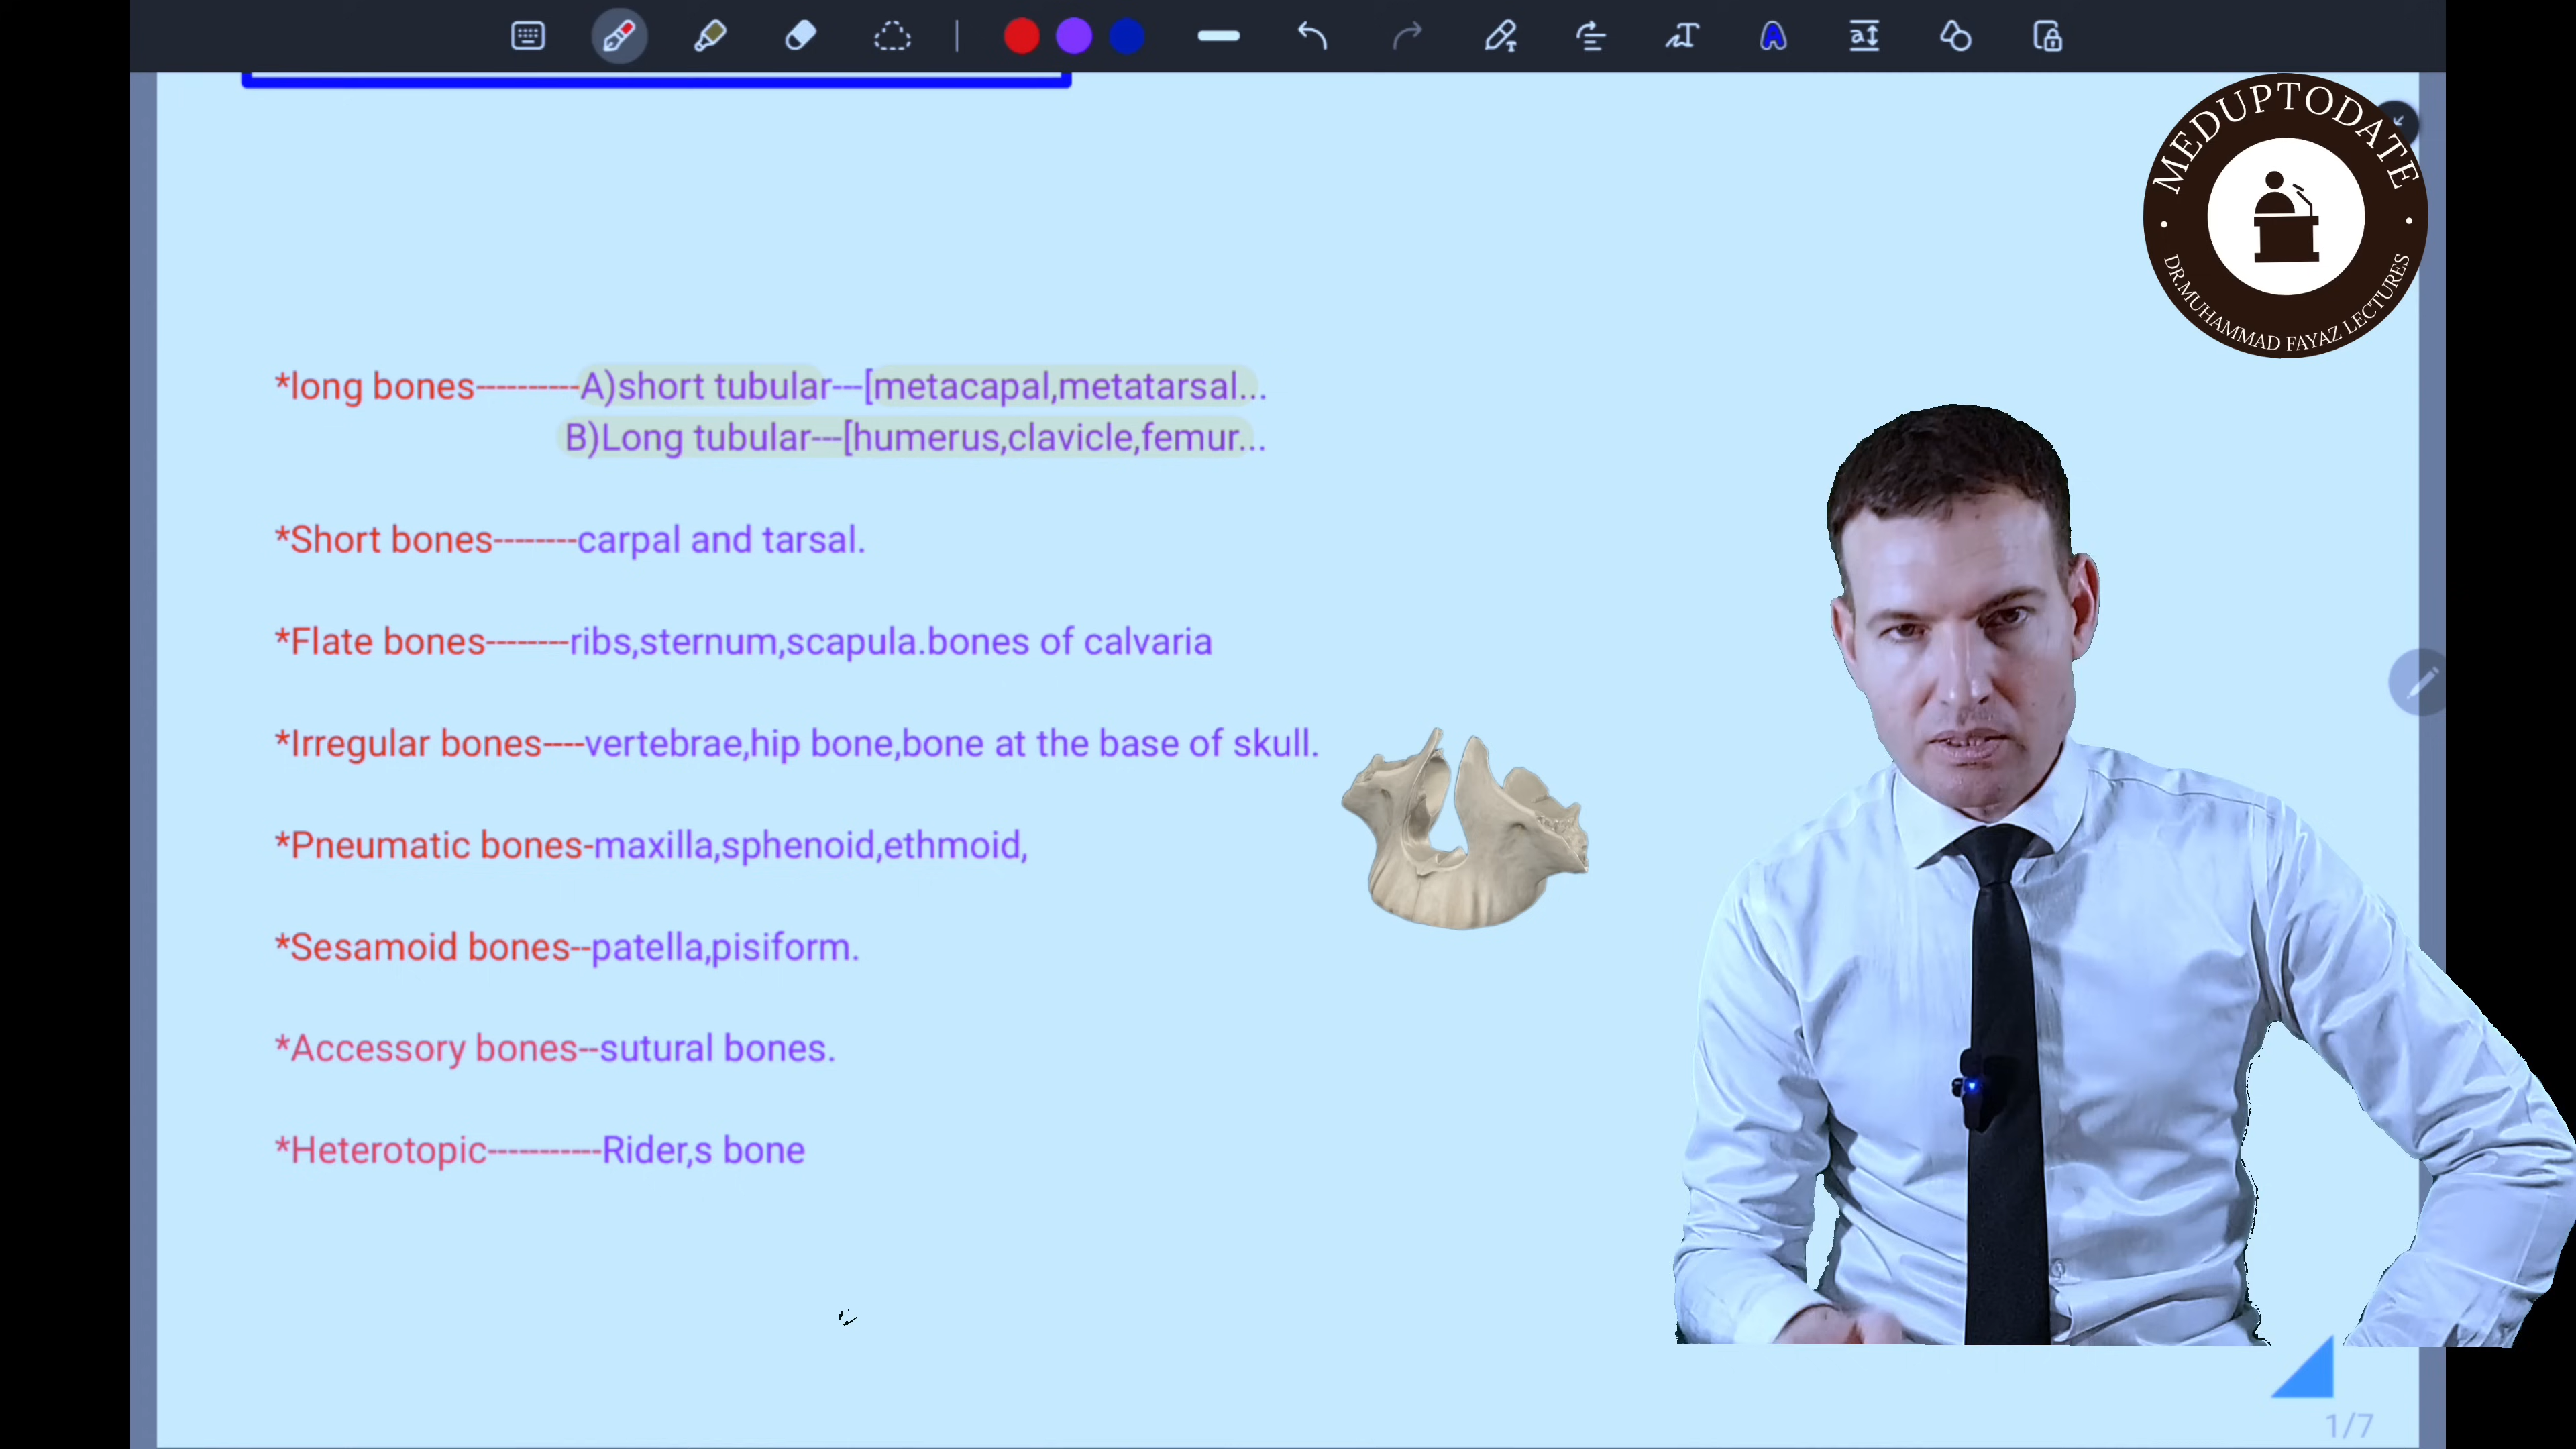 MEDUPTODATE
DR.MUHAMMAD FAYAZ LECTURES
*long bones----------A)short tubular---[metacapal,metatarsal...
B)Long tubular---[humerus,clavicle,femur...
*Short bones--------carpal and tarsal.
*Flate bones--------ribs,sternum,scapula.bones of calvaria
*Irregular bones----vertebrae,hip bone,bone at the base of skull.
*Pneumatic bones-maxilla,sphenoid,ethmoid,
*Sesamoid bones--patella,pisiform.
*Accessory bones--sutural bones.
*Heterotopic-----------Rider,s bone
1/7